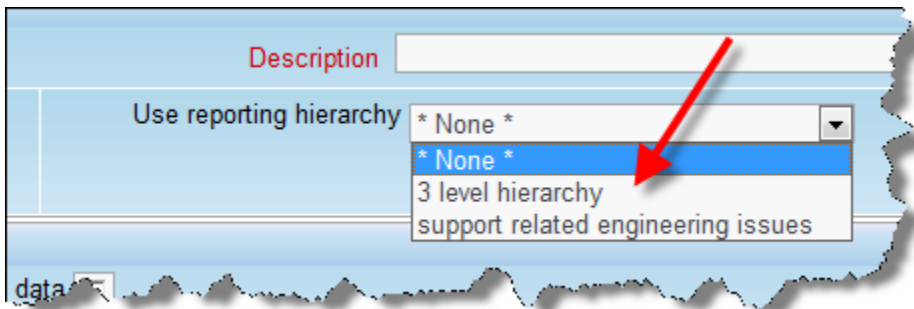 Description
Use reporting hierarchy * None *
* None *
3 level hierarchy
support related engineering issues
data